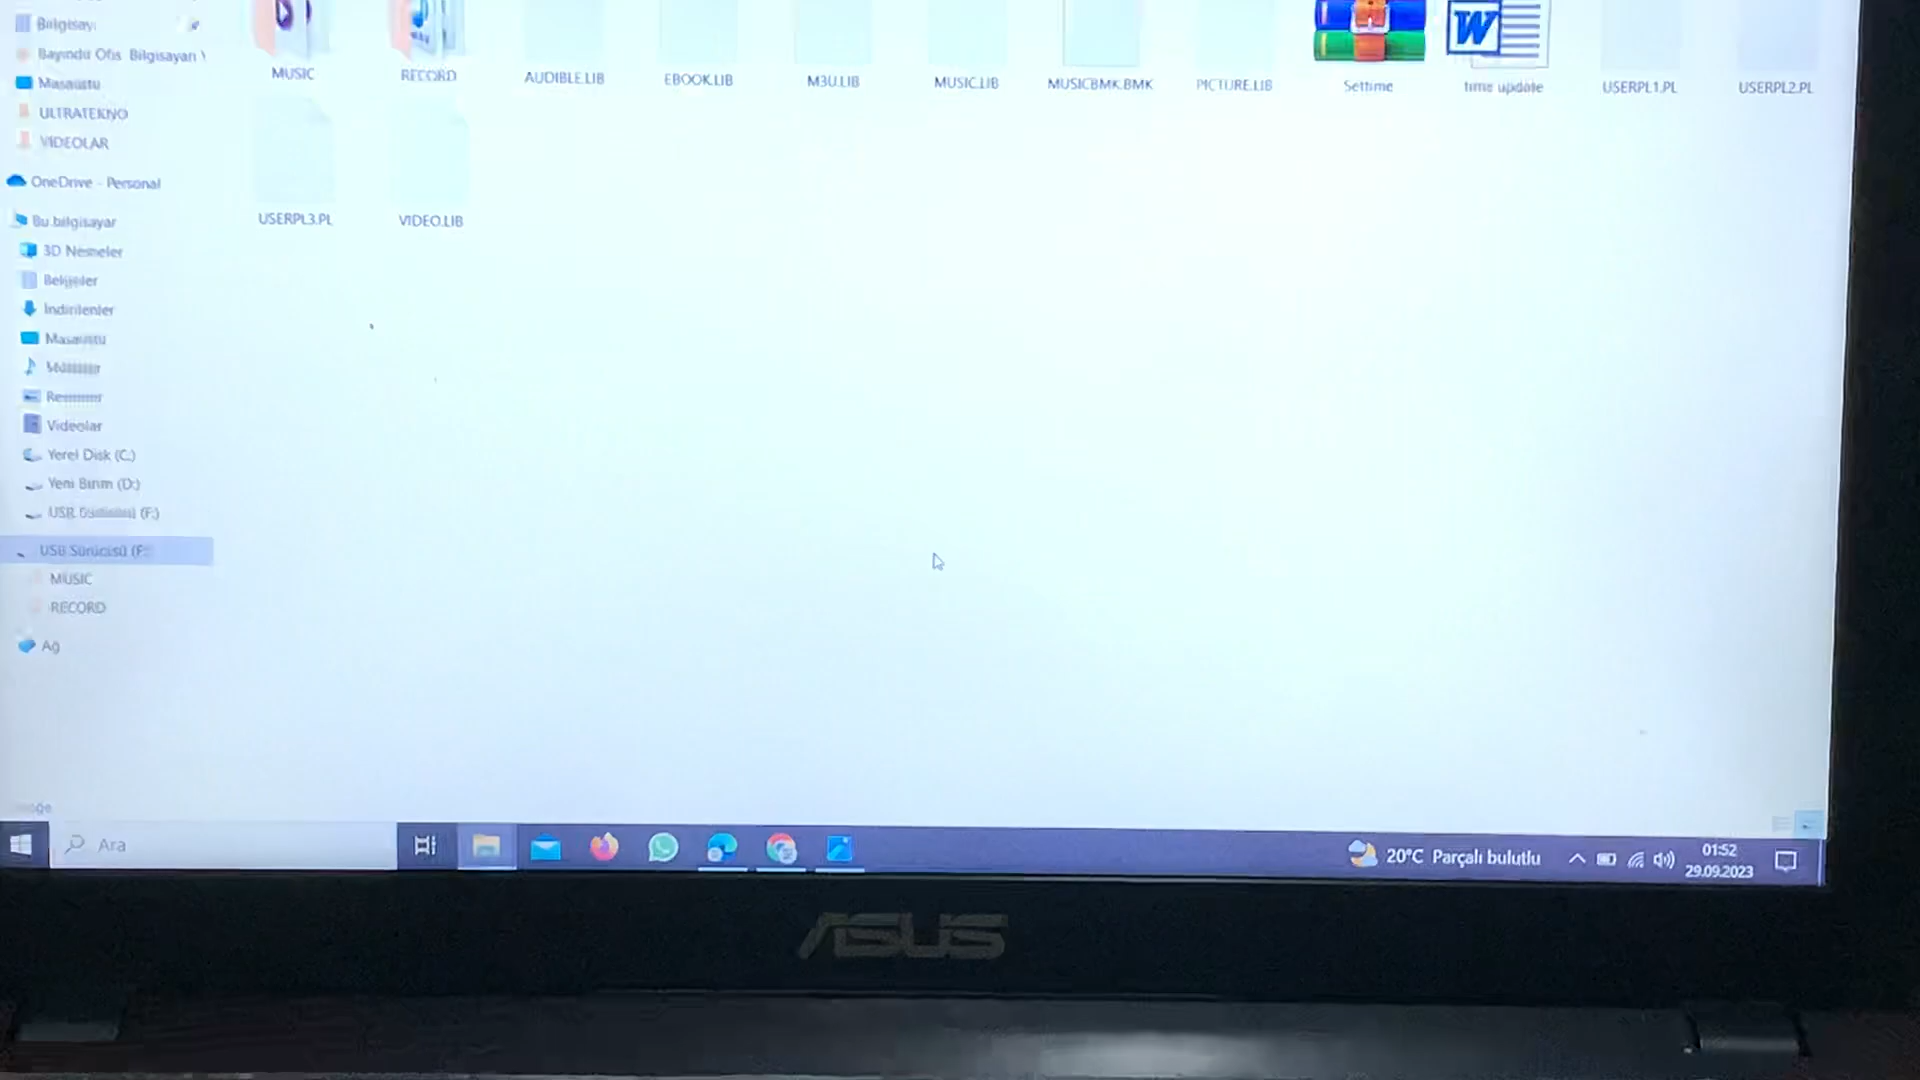 Bilgisay.
Bayındır Ofis Bilgisayarı
Masaüstü
ULTRATEKNO
VIDEOLAR
OneDrive - Personal
Bu bilgisayar
3D Nesneler
Belgeler
İndirilenler
Masaüstü
Videolar
Yerel Disk (C:)
Yeni Birim (D:)
USB Sürücüsü (F:)
USB Sürücüsü (F:
MUSIC
RECORD
Ağ
MUSIC
RECORD
AUDIBLE.LIB
EBOOK.LIB
M3U.LIB
MUSIC.LIB
MUSICBMK.BMK
PICTURE.LIB
Settime
time update
USERPL1.PL
USERPL2.PL
USERPL3.PL
VIDEO.LIB
Ara
20°C Parçalı bulutlu
01:52
29.09.2023
ASUS